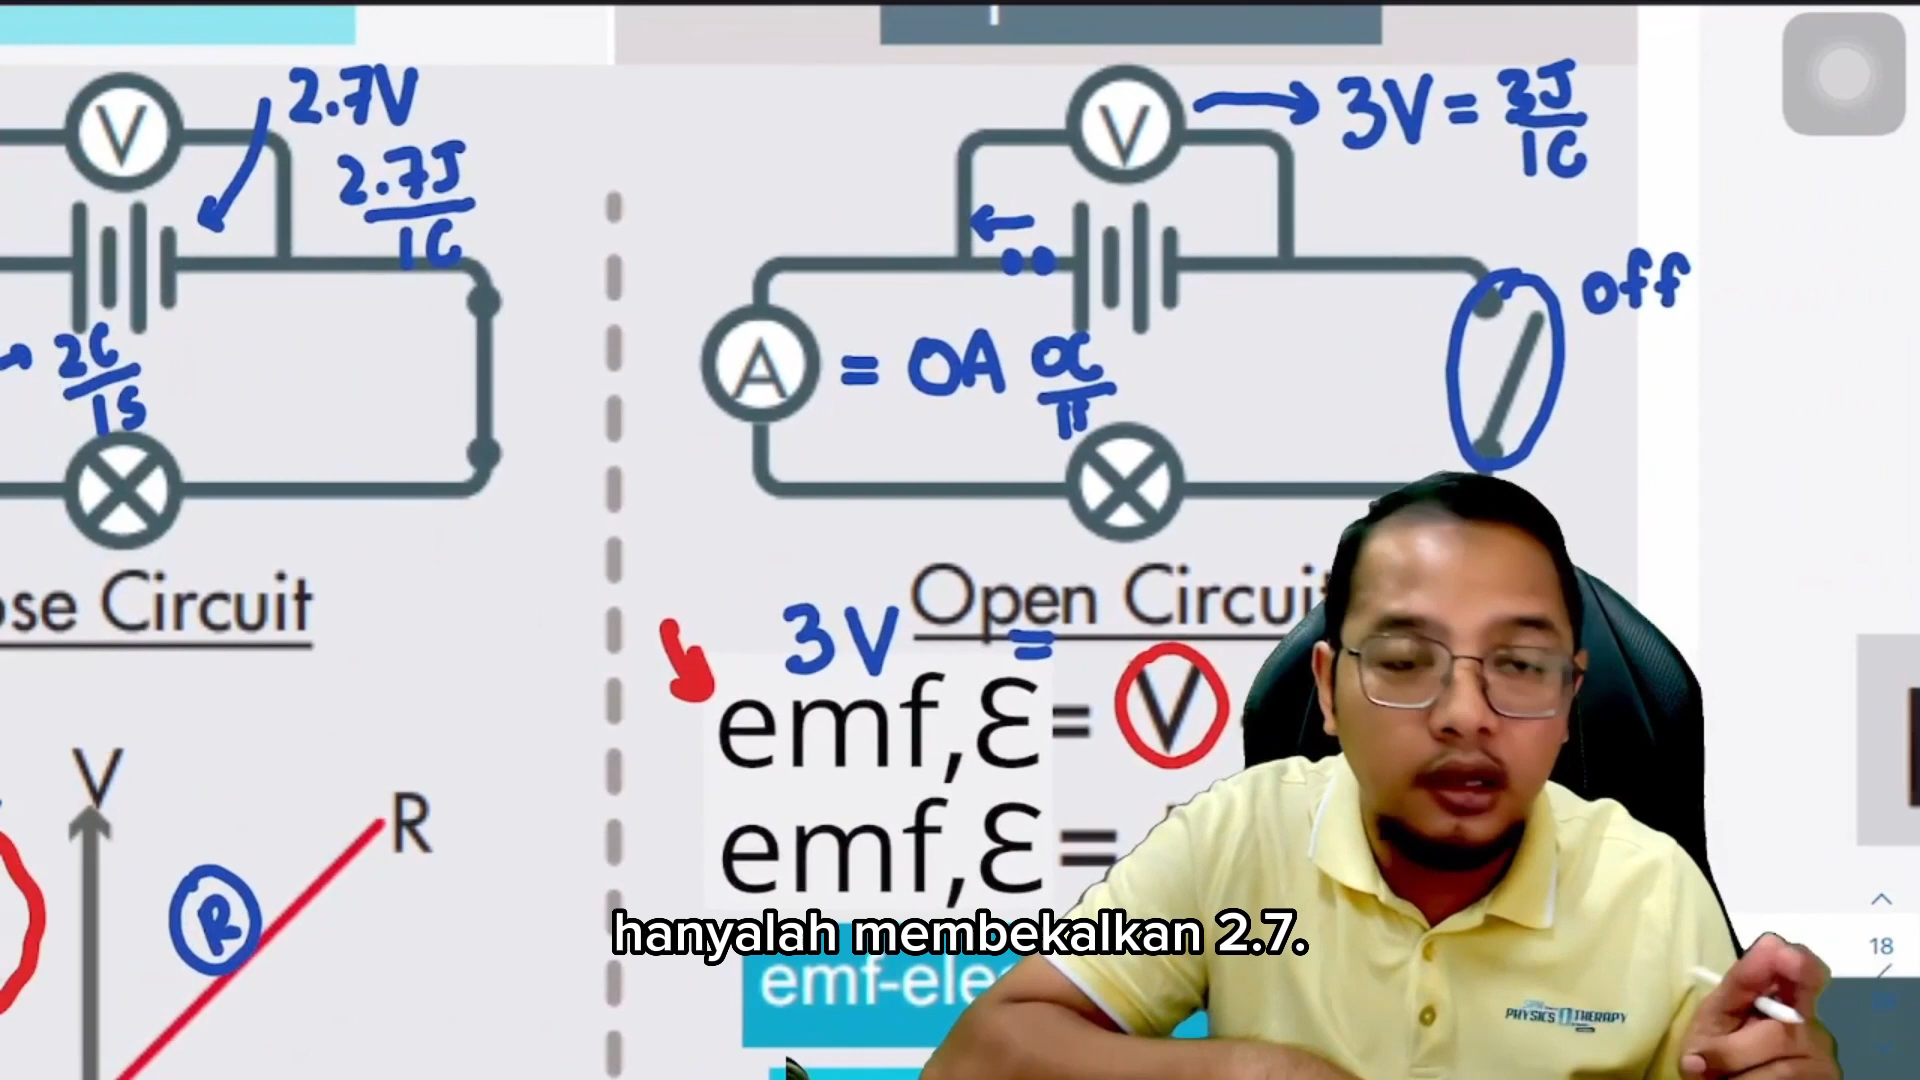 V
2.7V
2.7J
1C
2C
1S
ose Circuit
V
R
R
V
3V = 3J
1C
off
A
= 0A 0C
Open Circuit
3V =
emf,Ɛ= V
emf,Ɛ=
hanyalah membekalkan 2.7.
emf-ele
PHYSICS THERAPY
18